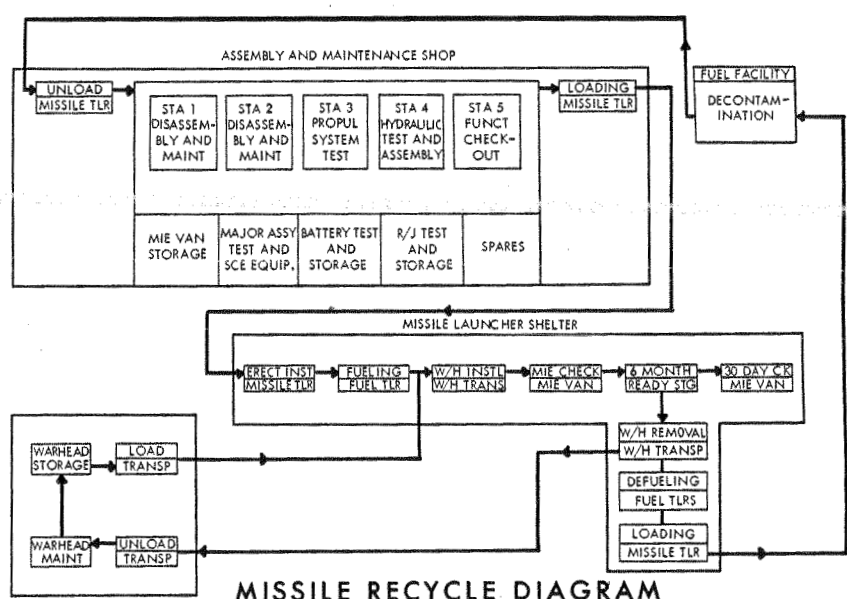 ASSEMBLY AND MAINTENANCE SHOP
UNLOAD
MISSILE TLR
STA 1
DISASSEM-
BLY AND
MAINT
STA 2
DISASSEM-
BLY AND
MAINT
STA 3
PROPUL
SYSTEM
TEST
STA 4
HYDRAULIC
TEST AND
ASSEMBLY
STA 5
FUNCT
CHECK-
OUT
LOADING
MISSILE TLR
FUEL FACILITY
DECONTAM-
INATION
MIE VAN
STORAGE
MAJOR ASSY
TEST AND
SCE EQUIP.
BATTERY TEST
AND
STORAGE
R/J TEST
AND
STORAGE
SPARES
MISSILE LAUNCHER SHELTER
ERECT INST
MISSILE TLR
FUELING
FUEL TLR
W/H INSTL
W/H TRANS
MIE CHECK
MIE VAN
6 MONTH
READY STG
30 DAY CK
MIE VAN
WARHEAD
STORAGE
LOAD
TRANSP
W/H REMOVAL
W/H TRANSP
DEFUELING
FUEL TLRS
WARHEAD
MAINT
UNLOAD
TRANSP
LOADING
MISSILE TLR
MISSILE RECYCLE DIAGRAM